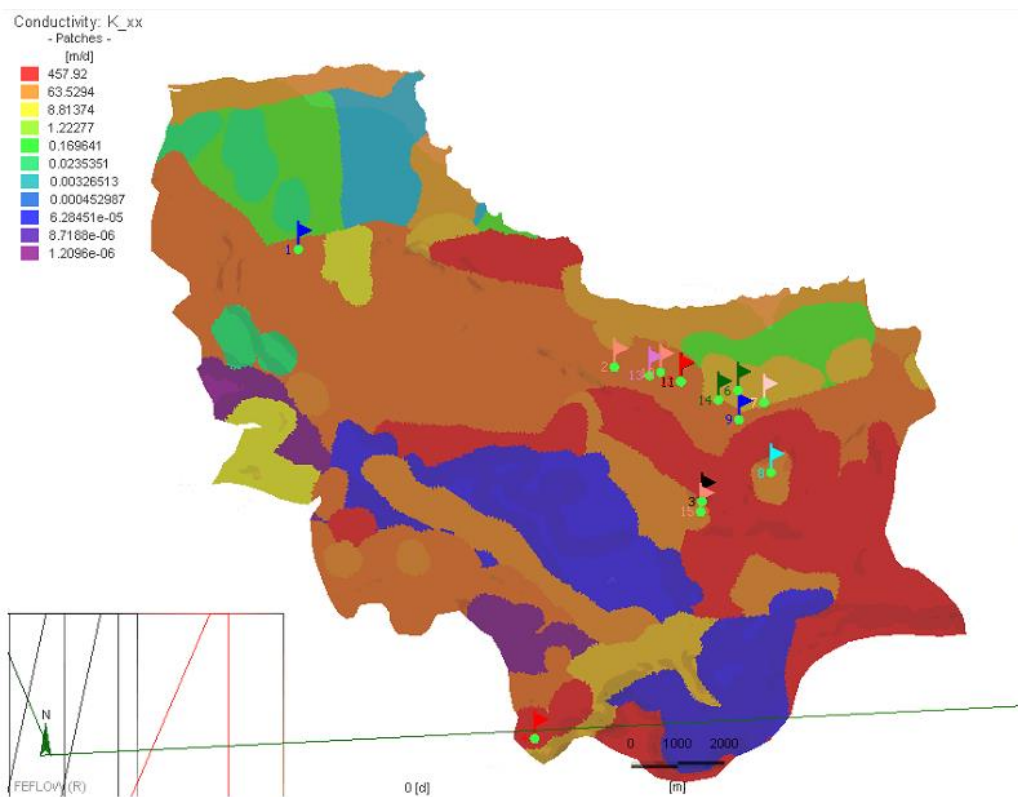 Conductivity: K_xx
- Patches -
[m/d]
457.92
63.5294
8.81374
1.22277
0.169641
0.0235351
0.00326513
0.000452987
6.28451e-05
8.7188e-06
1.2096e-06
1
2
13
11
14
6
7
9
8
3
15
N
0 1000 2000
FEFLOW (R)
0 [d]
[m]